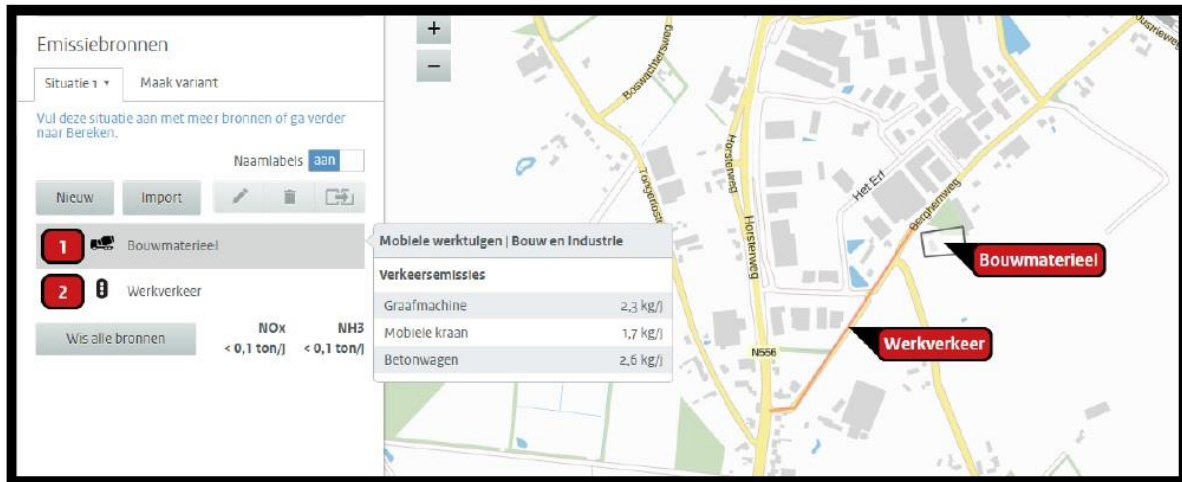 Emissiebronnen
Situatie 1
Maak variant
Vul deze situatie aan met meer bronnen of ga verder
naar Bereken.
Naamlabels aan
Nieuw
Import
1 Bouwmaterieel
2 Werkverkeer
Wis alle bronnen
NOx NH3
< 0,1 ton/j < 0,1 ton/j
Mobiele werktuigen | Bouw en Industrie
Verkeersemissies
Graafmachine 2,3 kg/j
Mobiele kraan 1,7 kg/j
Betonwagen 2,6 kg/j
+
−
Boswachtersweg
Horsterweg
Horsterweg
Het Erf
Berghemweg
Bouwmaterieel
Werkverkeer
N556